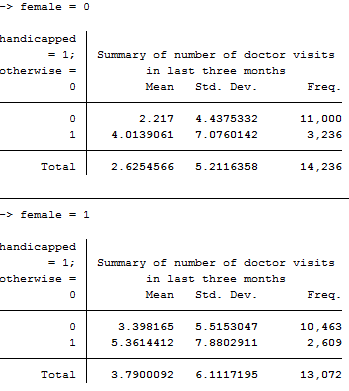 -> female = 0
handicapped
= 1; Summary of number of doctor visits
otherwise = in last three months
0 Mean Std. Dev. Freq.
0 2.217 4.4375332 11,000
1 4.0139061 7.0760142 3,236
Total 2.6254566 5.2116358 14,236
-> female = 1
handicapped
= 1; Summary of number of doctor visits
otherwise = in last three months
0 Mean Std. Dev. Freq.
0 3.398165 5.5153047 10,463
1 5.3614412 7.8802911 2,609
Total 3.7900092 6.1117195 13,072